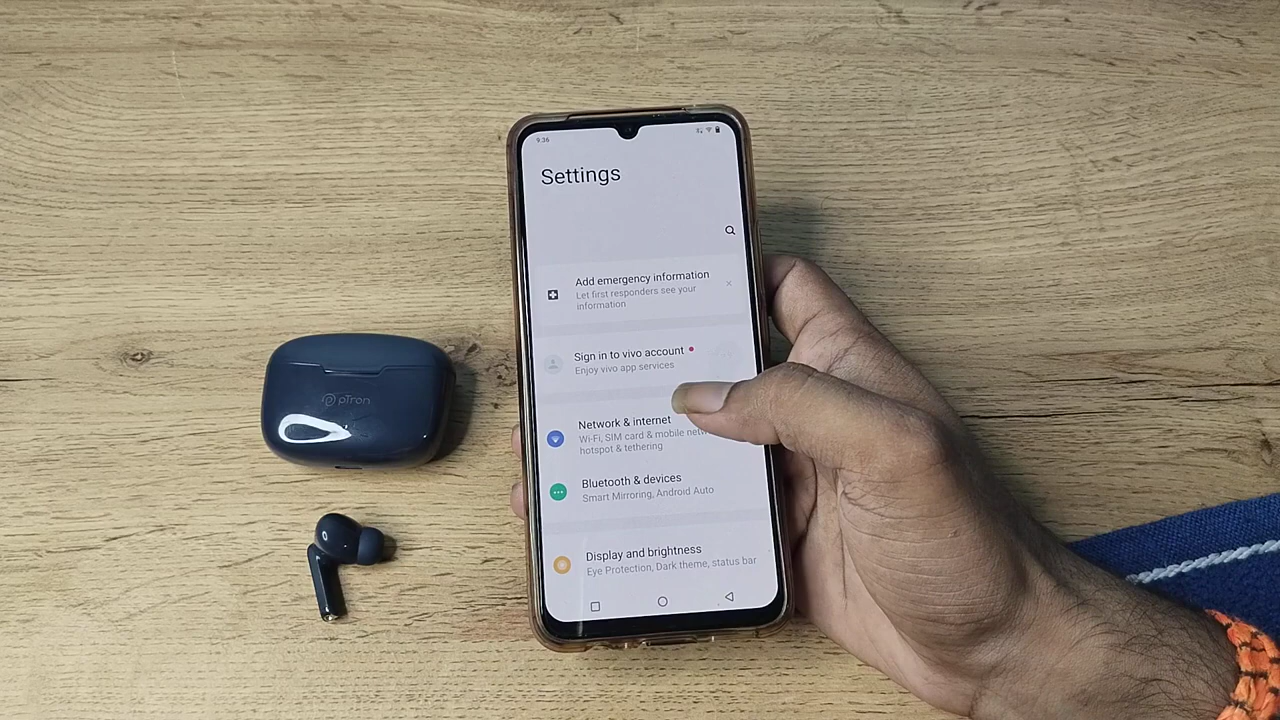 9:36
Settings
Add emergency information
Let first responders see your
information
Sign in to vivo account
Enjoy vivo app services
Network & internet
Wi-Fi, SIM card & mobile
hotspot & tethering
Bluetooth & devices
Smart Mirroring, Android Auto
Display and brightness
Eye Protection, Dark theme, status bar
pTron